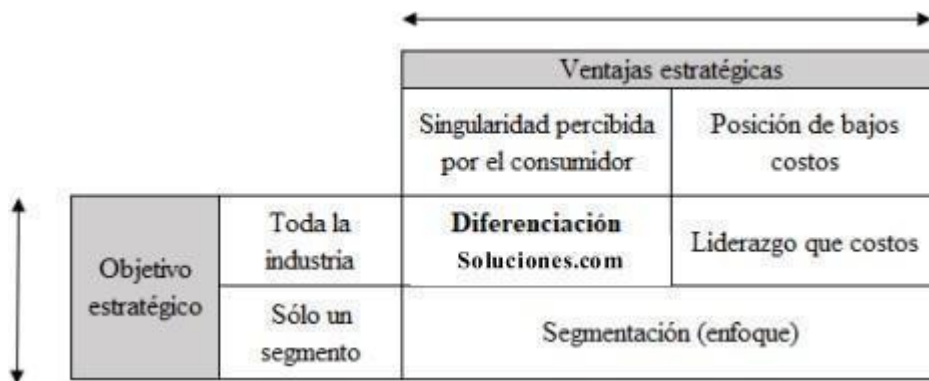 Ventajas estratégicas
Singularidad percibida
por el consumidor
Posición de bajos
costos
Objetivo
estratégico
Toda la
industria
Diferenciación
Soluciones.com
Liderazgo que costos
Sólo un
segmento
Segmentación (enfoque)